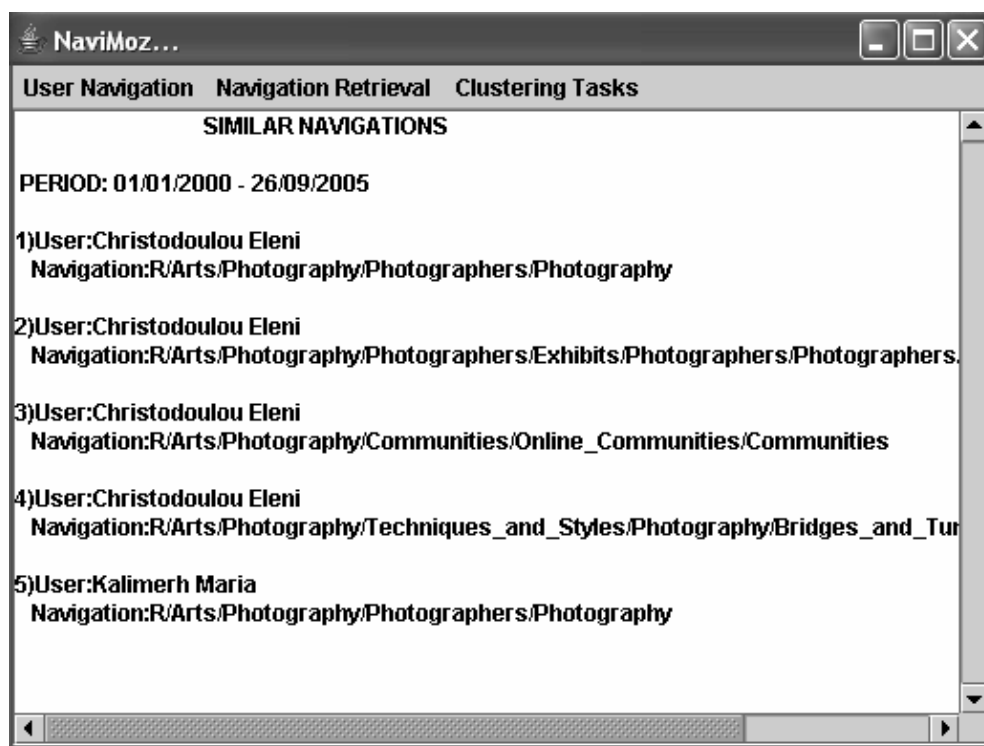 NaviMoz...
User Navigation Navigation Retrieval Clustering Tasks
SIMILAR NAVIGATIONS
PERIOD: 01/01/2000 - 26/09/2005
1)User:Christodoulou Eleni
Navigation:R/Arts/Photography/Photographers/Photography
2)User:Christodoulou Eleni
Navigation:R/Arts/Photography/Photographers/Exhibits/Photographers/Photographers.
3)User:Christodoulou Eleni
Navigation:R/Arts/Photography/Communities/Online_Communities/Communities
4)User:Christodoulou Eleni
Navigation:R/Arts/Photography/Techniques_and_Styles/Photography/Bridges_and_Tur
5)User:Kalimerh Maria
Navigation:R/Arts/Photography/Photographers/Photography